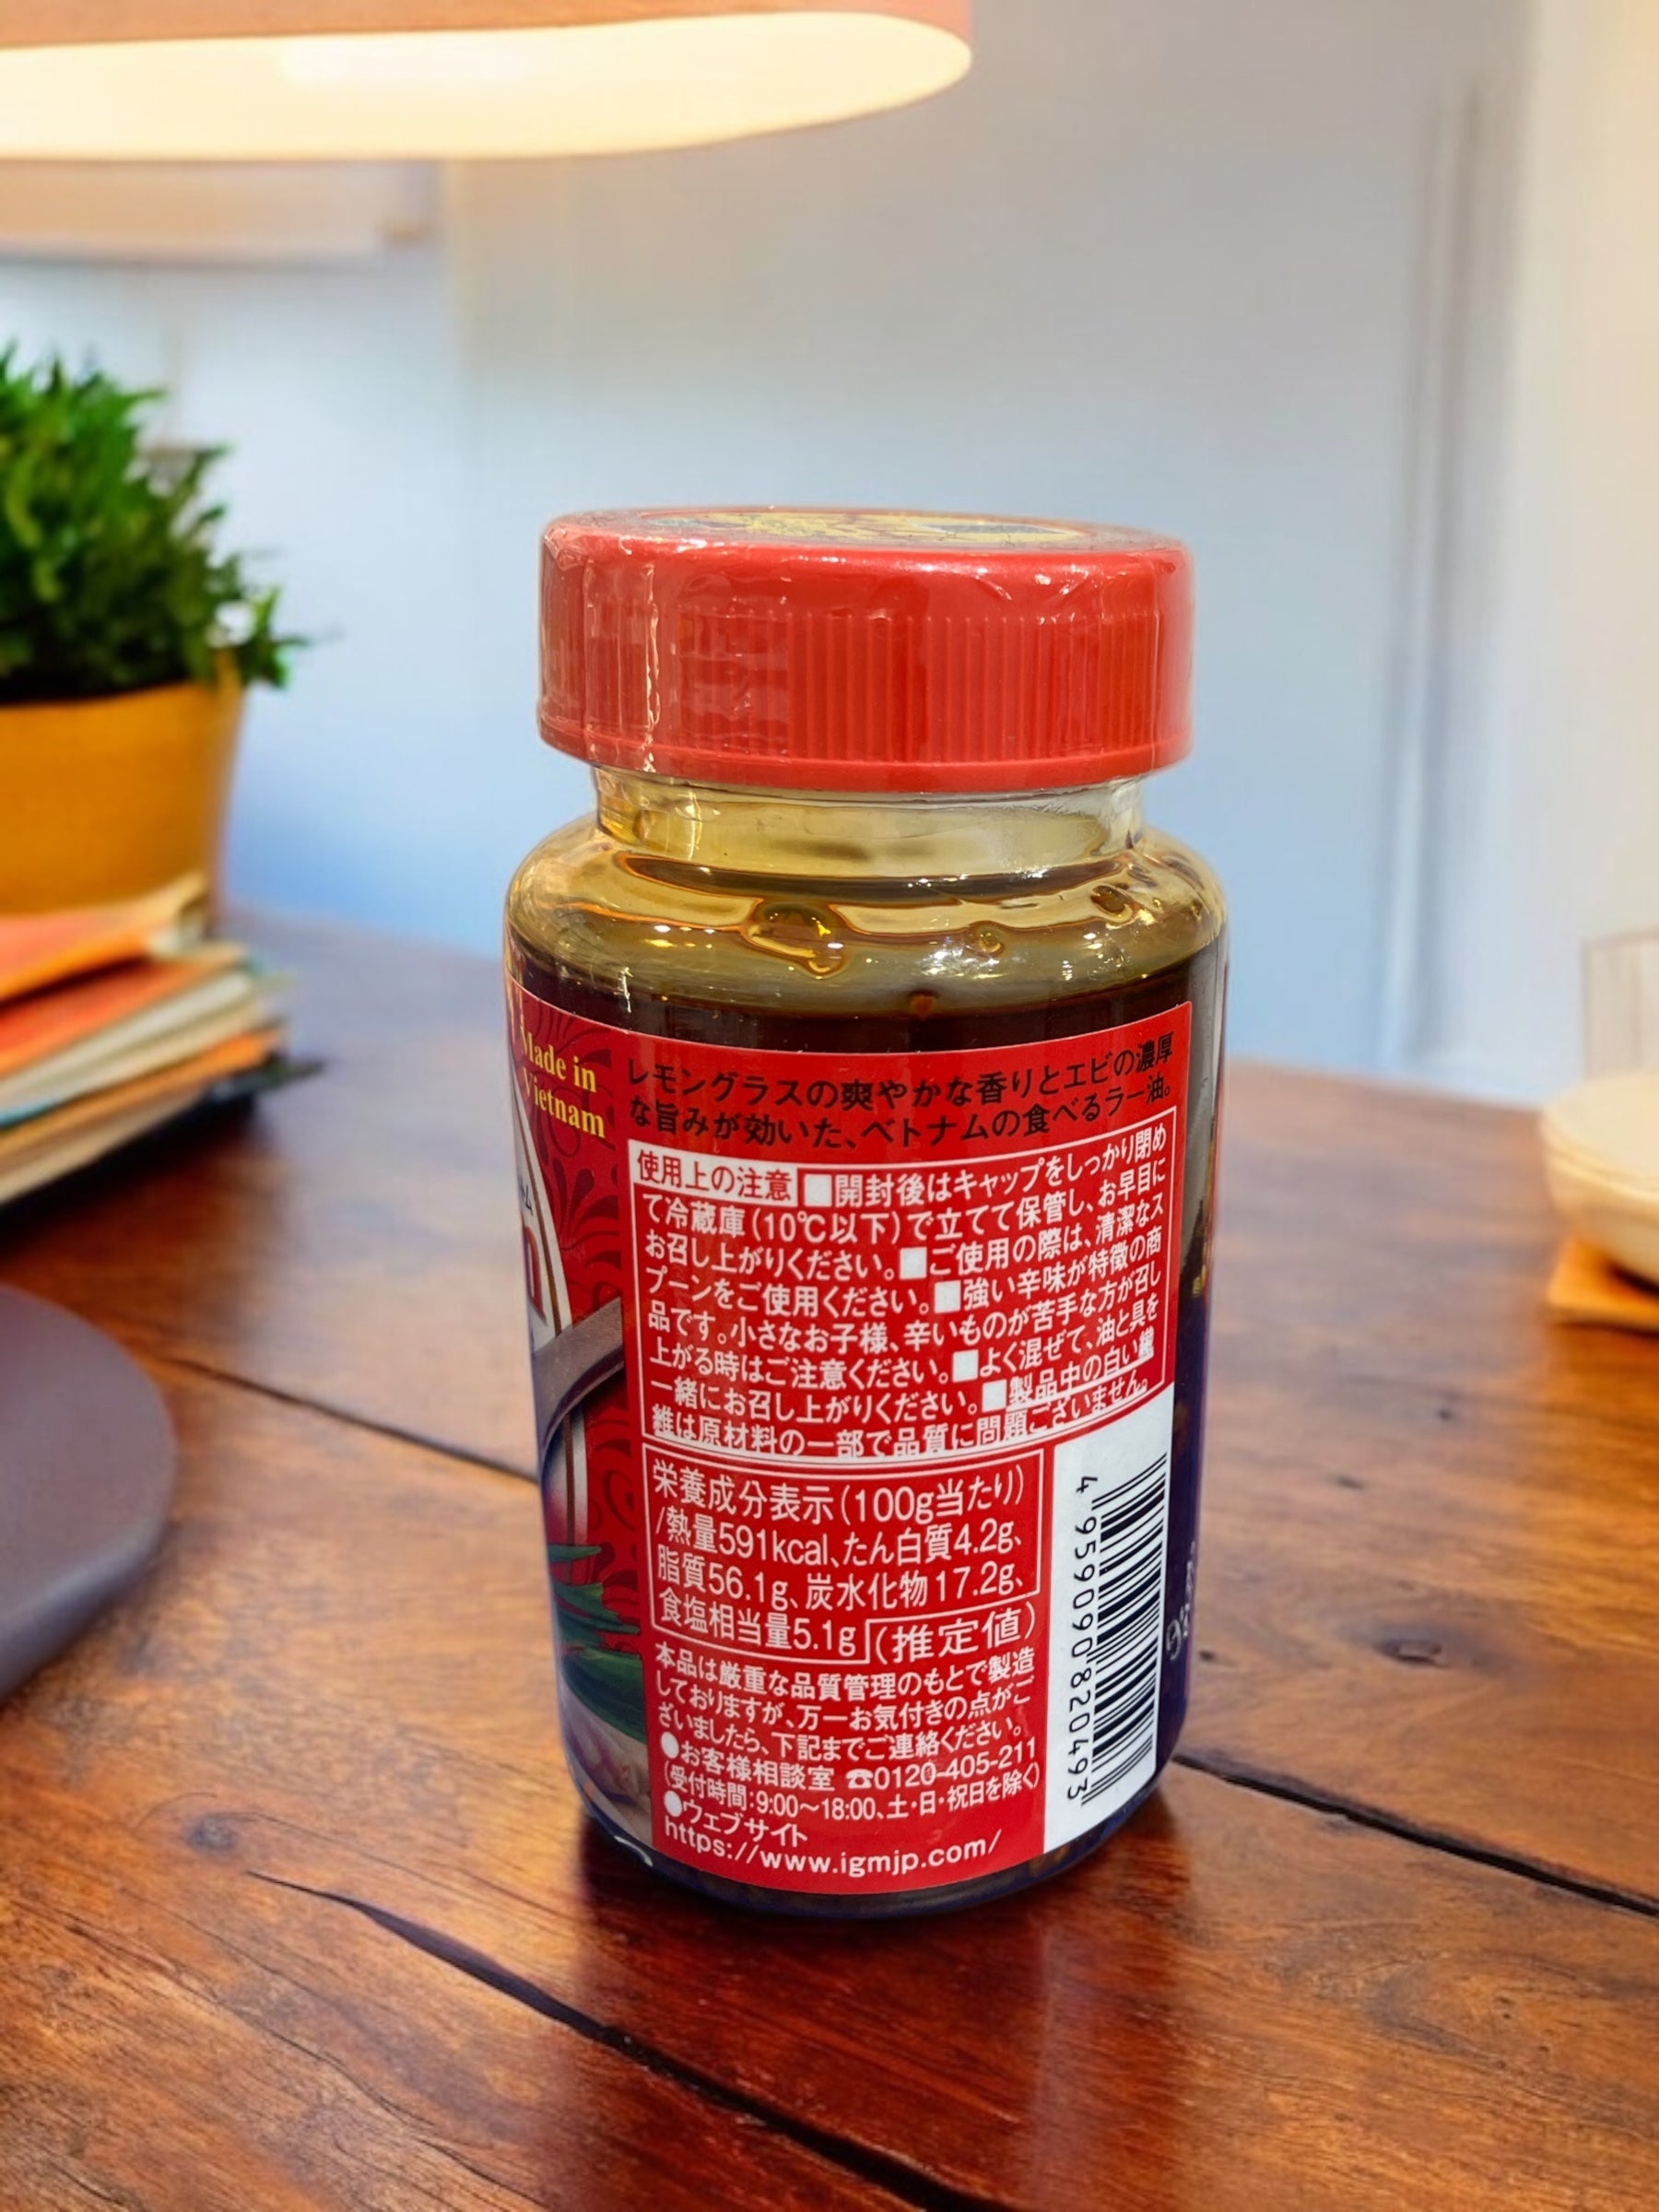 Made in
Vietnam
レモングラスの爽やかな香りとエビの濃厚
な旨みが効いた、ベトナムの食べるラー油。
使用上の注意 ■開封後はキャップをしっかり閉め
て冷蔵庫(10℃以下)で立てて保管し、お早目に
お召し上がりください。■ご使用の際は、清潔なス
プーンをご使用ください。■強い辛味が特徴の商
品です。小さなお子様、辛いものが苦手な方が召し
上がる時はご注意ください。■よく混ぜて、油と具を
一緒にお召し上がりください。■製品中の白い繊
維は原材料の一部で品質に問題ございません。
栄養成分表示(100g当たり)
/熱量591kcal、たん白質4.2g、
脂質56.1g、炭水化物17.2g、
食塩相当量5.1g (推定値)
本品は厳重な品質管理のもとで製造
しておりますが、万一お気付きの点がご
ざいましたら、下記までご連絡ください。
●お客様相談室 ☎0120-405-211
(受付時間:9:00～18:00、土・日・祝日を除く)
●ウェブサイト
https://www.igmjp.com/
4959090820493